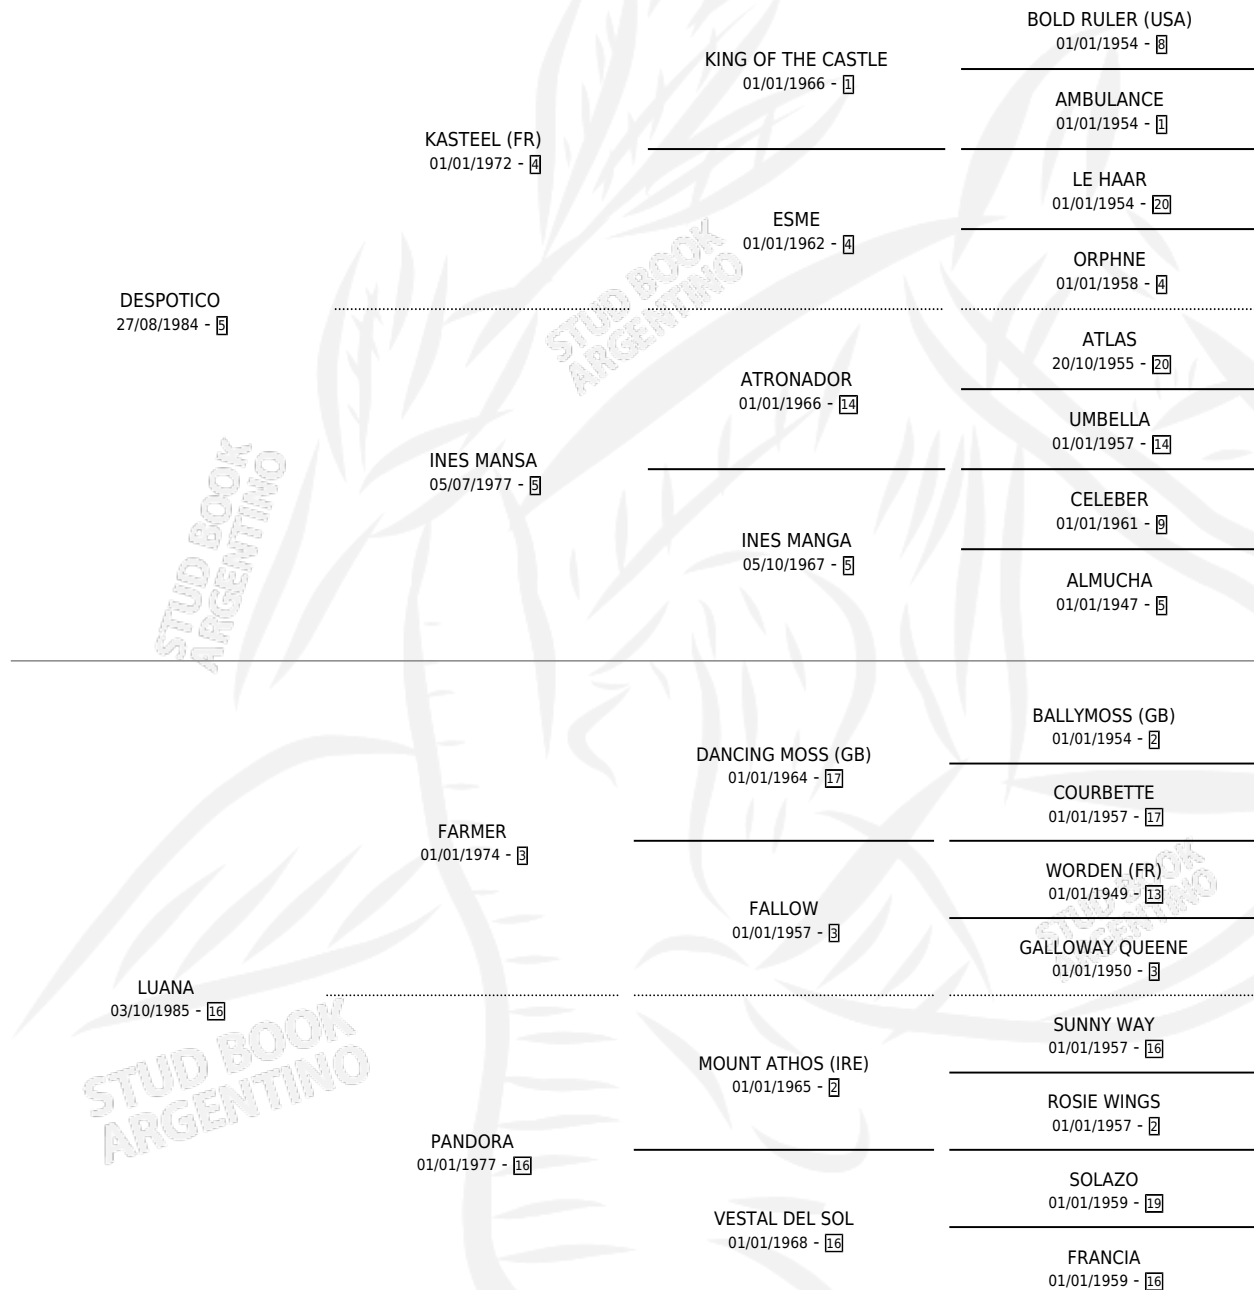 BOLD RULER (USA)
01/01/1954 - 8
KING OF THE CASTLE
01/01/1966 - 1
AMBULANCE
01/01/1954 - 1
KASTEEL (FR)
01/01/1972 - 4
LE HAAR
01/01/1954 - 20
ESME
01/01/1962 - 4
ORPHNE
01/01/1958 - 4
DESPOTICO
27/08/1984 - 5
STUD BOOK
ARGENTINO
ATLAS
20/10/1955 - 20
ATRONADOR
01/01/1966 - 14
UMBELLA
01/01/1957 - 14
INES MANSA
05/07/1977 - 5
CELEBER
01/01/1961 - 9
INES MANGA
05/10/1967 - 5
ALMUCHA
01/01/1947 - 5
STUD BOOK
ARGENTINO
BALLYMOSS (GB)
01/01/1954 - 2
DANCING MOSS (GB)
01/01/1964 - 17
COURBETTE
01/01/1957 - 17
FARMER
01/01/1974 - 3
WORDEN (FR)
01/01/1949 - 13
FALLOW
01/01/1957 - 3
GALLOWAY QUEENE
01/01/1950 - 3
STUD BOOK
ARGENTINO
LUANA
03/10/1985 - 16
SUNNY WAY
01/01/1957 - 16
MOUNT ATHOS (IRE)
01/01/1965 - 2
ROSIE WINGS
01/01/1957 - 2
STUD BOOK
ARGENTINO
PANDORA
01/01/1977 - 16
SOLAZO
01/01/1959 - 19
VESTAL DEL SOL
01/01/1968 - 16
FRANCIA
01/01/1959 - 16